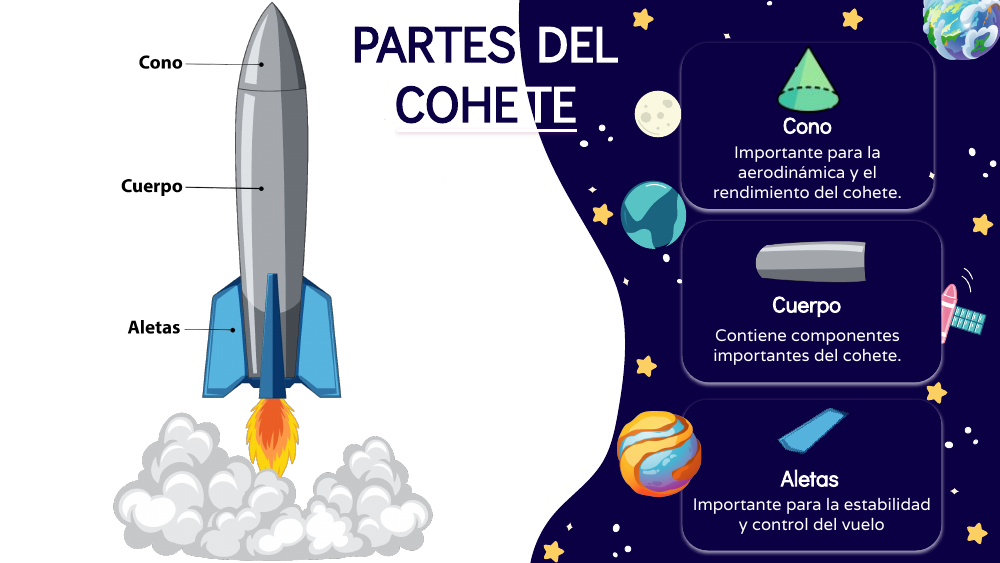 PARTES DEL
COHETE
Cono
Cuerpo
Aletas
Cono
Importante para la
aerodinámica y el
rendimiento del cohete.
Cuerpo
Contiene componentes
importantes del cohete.
Aletas
Importante para la estabilidad
y control del vuelo